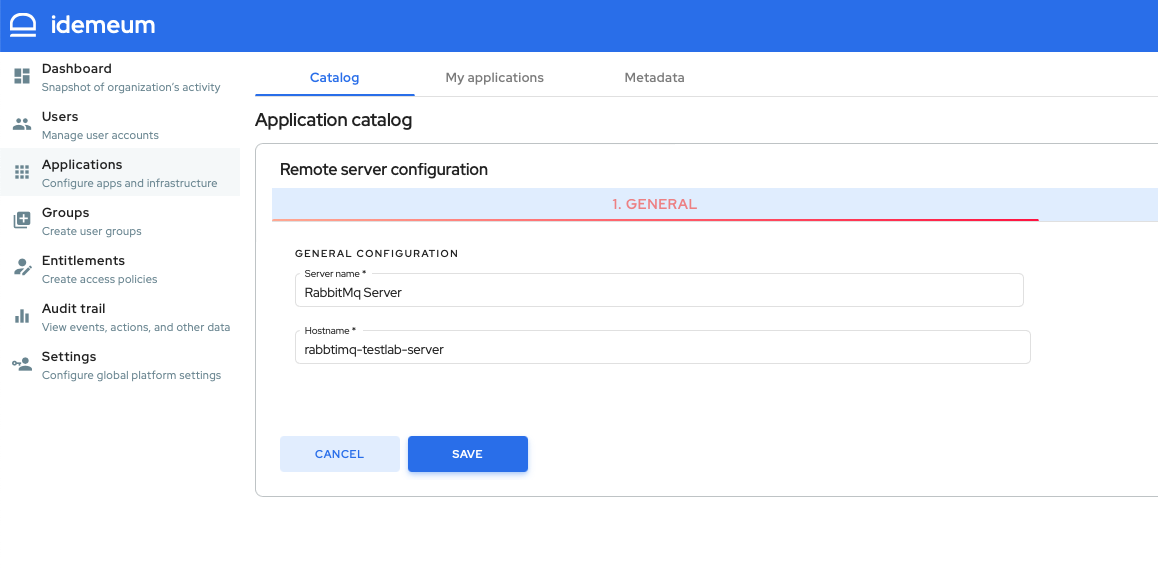 idemeum
Dashboard
Snapshot of organization's activity
Users
Manage user accounts
Applications
Configure apps and infrastructure
Groups
Create user groups
Entitlements
Create access policies
Audit trail
View events, actions, and other data
Settings
Configure global platform settings
Catalog My applications Metadata
Application catalog
Remote server configuration
1. GENERAL
GENERAL CONFIGURATION
Server name *
RabbitMq Server
Hostname *
rabbtimq-testlab-server
CANCEL SAVE